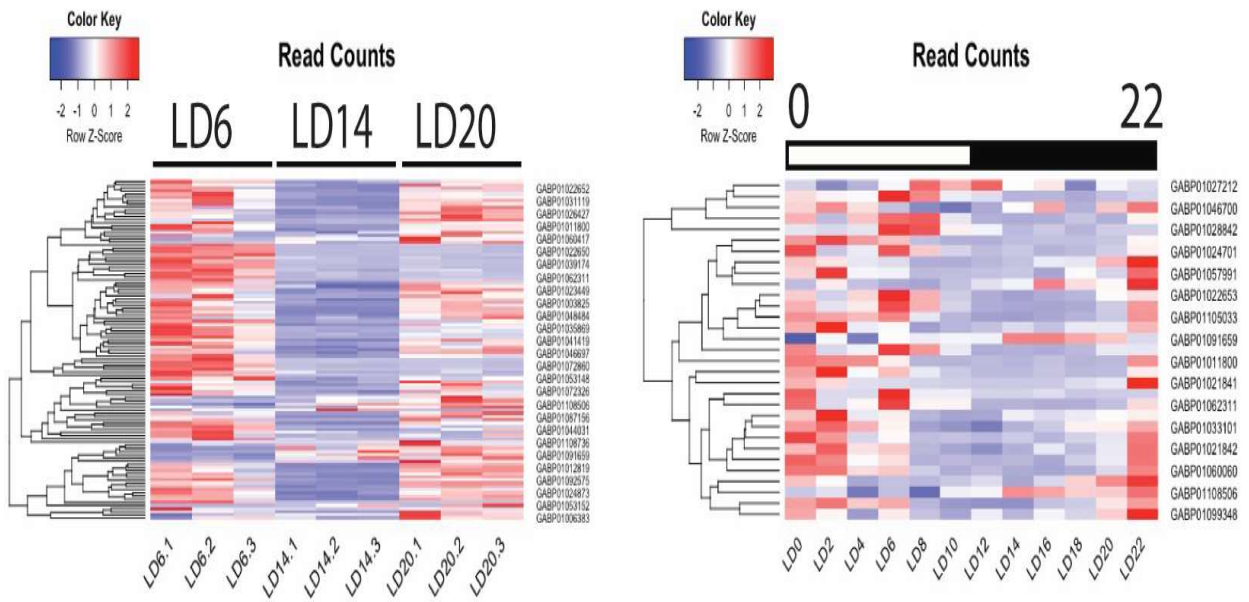 Color Key
-2 -1 0 1 2
Row Z-Score
Read Counts
LD6 LD14 LD20
GABP01022652
GABP01031119
GABP01026427
GABP01011800
GABP01060417
GABP01022650
GABP01039174
GABP01062311
GABP01023449
GABP01003825
GABP01048484
GABP01035869
GABP01041419
GABP01046697
GABP01072860
GABP01053148
GABP01072326
GABP01108506
GABP01087156
GABP01044031
GABP01108736
GABP01091659
GABP01012819
GABP01092575
GABP01024873
GABP01053152
GABP01006383
LD6.1 LD6.2 LD6.3 LD14.1 LD14.2 LD14.3 LD20.1 LD20.2 LD20.3
Color Key
-2 0 1 2
Row Z-Score
Read Counts
0 22
GABP01027212
GABP01046700
GABP01028842
GABP01024701
GABP01057991
GABP01022653
GABP01105033
GABP01091659
GABP01011800
GABP01021841
GABP01062311
GABP01033101
GABP01021842
GABP01060060
GABP01108506
GABP01099348
LD0 LD2 LD4 LD6 LD8 LD10 LD12 LD14 LD16 LD18 LD20 LD22